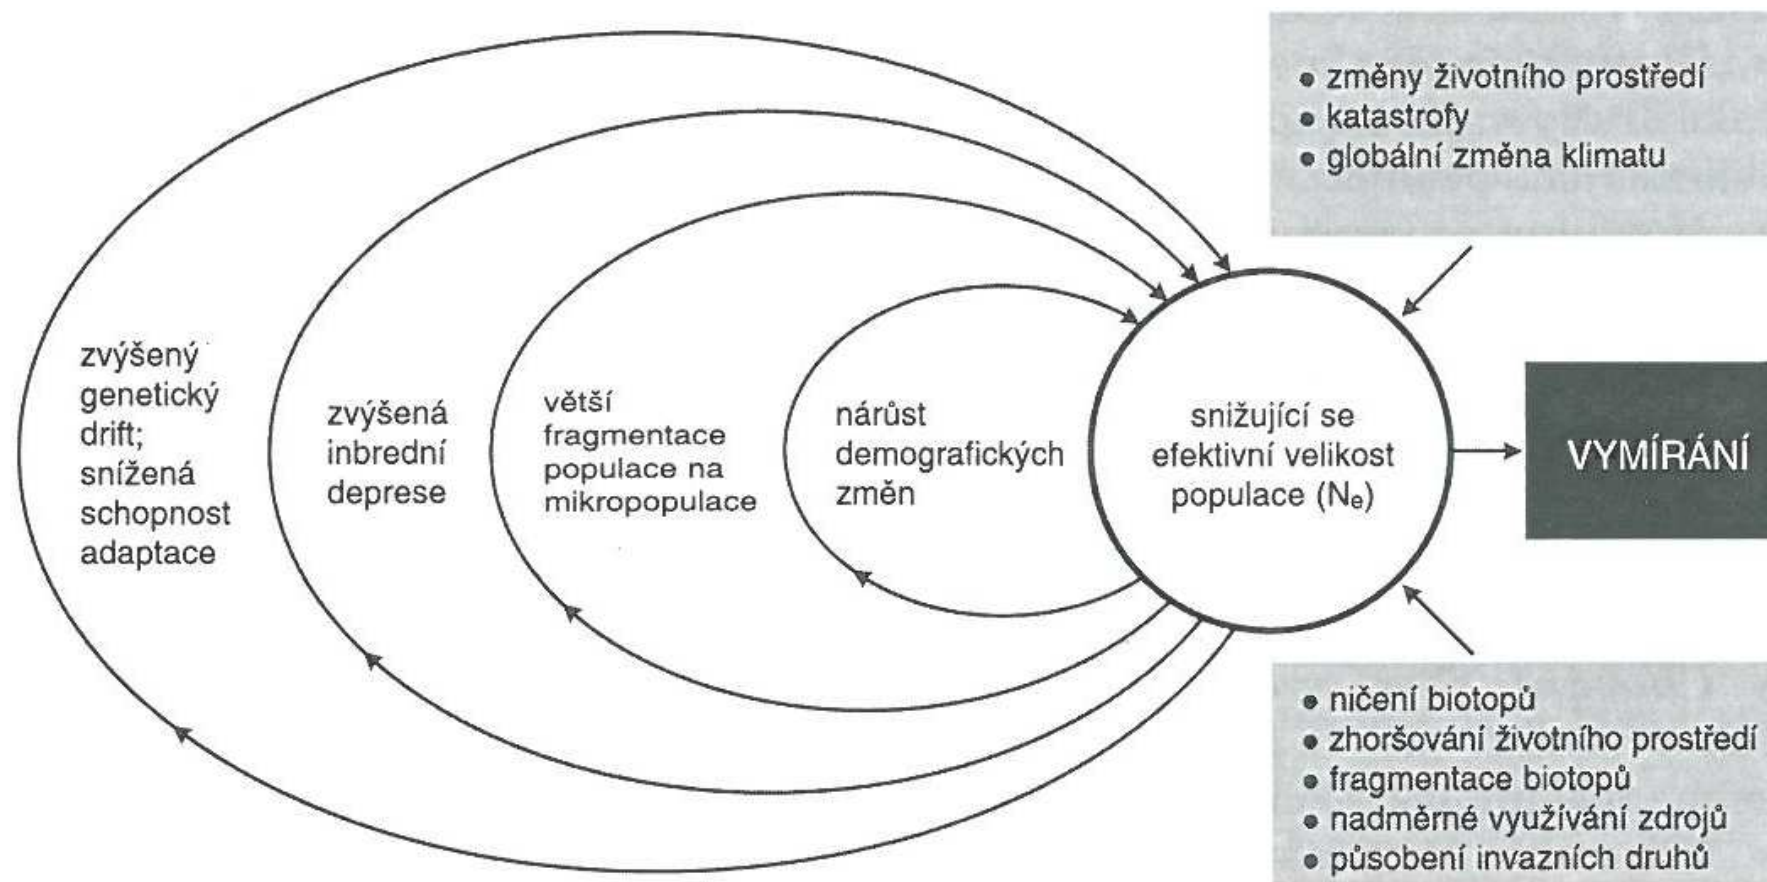 • změny životního prostředí
• katastrofy
• globální změna klimatu
zvýšený
genetický
drift;
snížená
schopnost
adaptace
zvýšená
inbrední
deprese
větší
fragmentace
populace na
mikropopulace
nárůst
demografických
změn
snižující se
efektivní velikost
populace (Ne)
VYMÍRÁNÍ
• ničení biotopů
• zhoršování životního prostředí
• fragmentace biotopů
• nadměrné využívání zdrojů
• působení invazních druhů